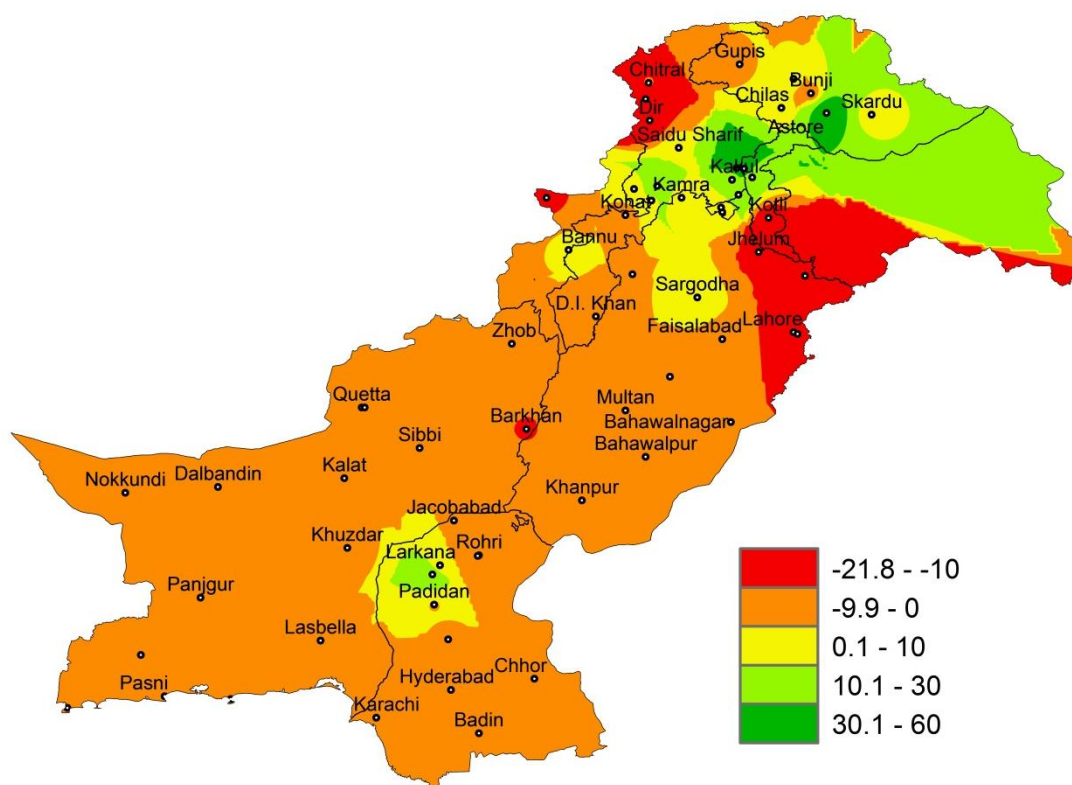 Gupis
Chitral
Bunji
Chilas
Skardu
Dir
Astore
Saidu Sharif
Kakul
Kamra
Kohat
Kotli
Bannu
Jhelum
Sargodha
D.I. Khan
Lahore
Faisalabad
Zhob
Quetta
Multan
Barkhan
Bahawalnagar
Sibbi
Bahawalpur
Kalat
Nokkundi
Dalbandin
Khanpur
Jacobabad
Khuzdar
Rohri
Larkana
Panjgur
Padidan
Lasbella
Chhor
Pasni
Hyderabad
Karachi
Badin
-21.8 - -10
-9.9 - 0
0.1 - 10
10.1 - 30
30.1 - 60